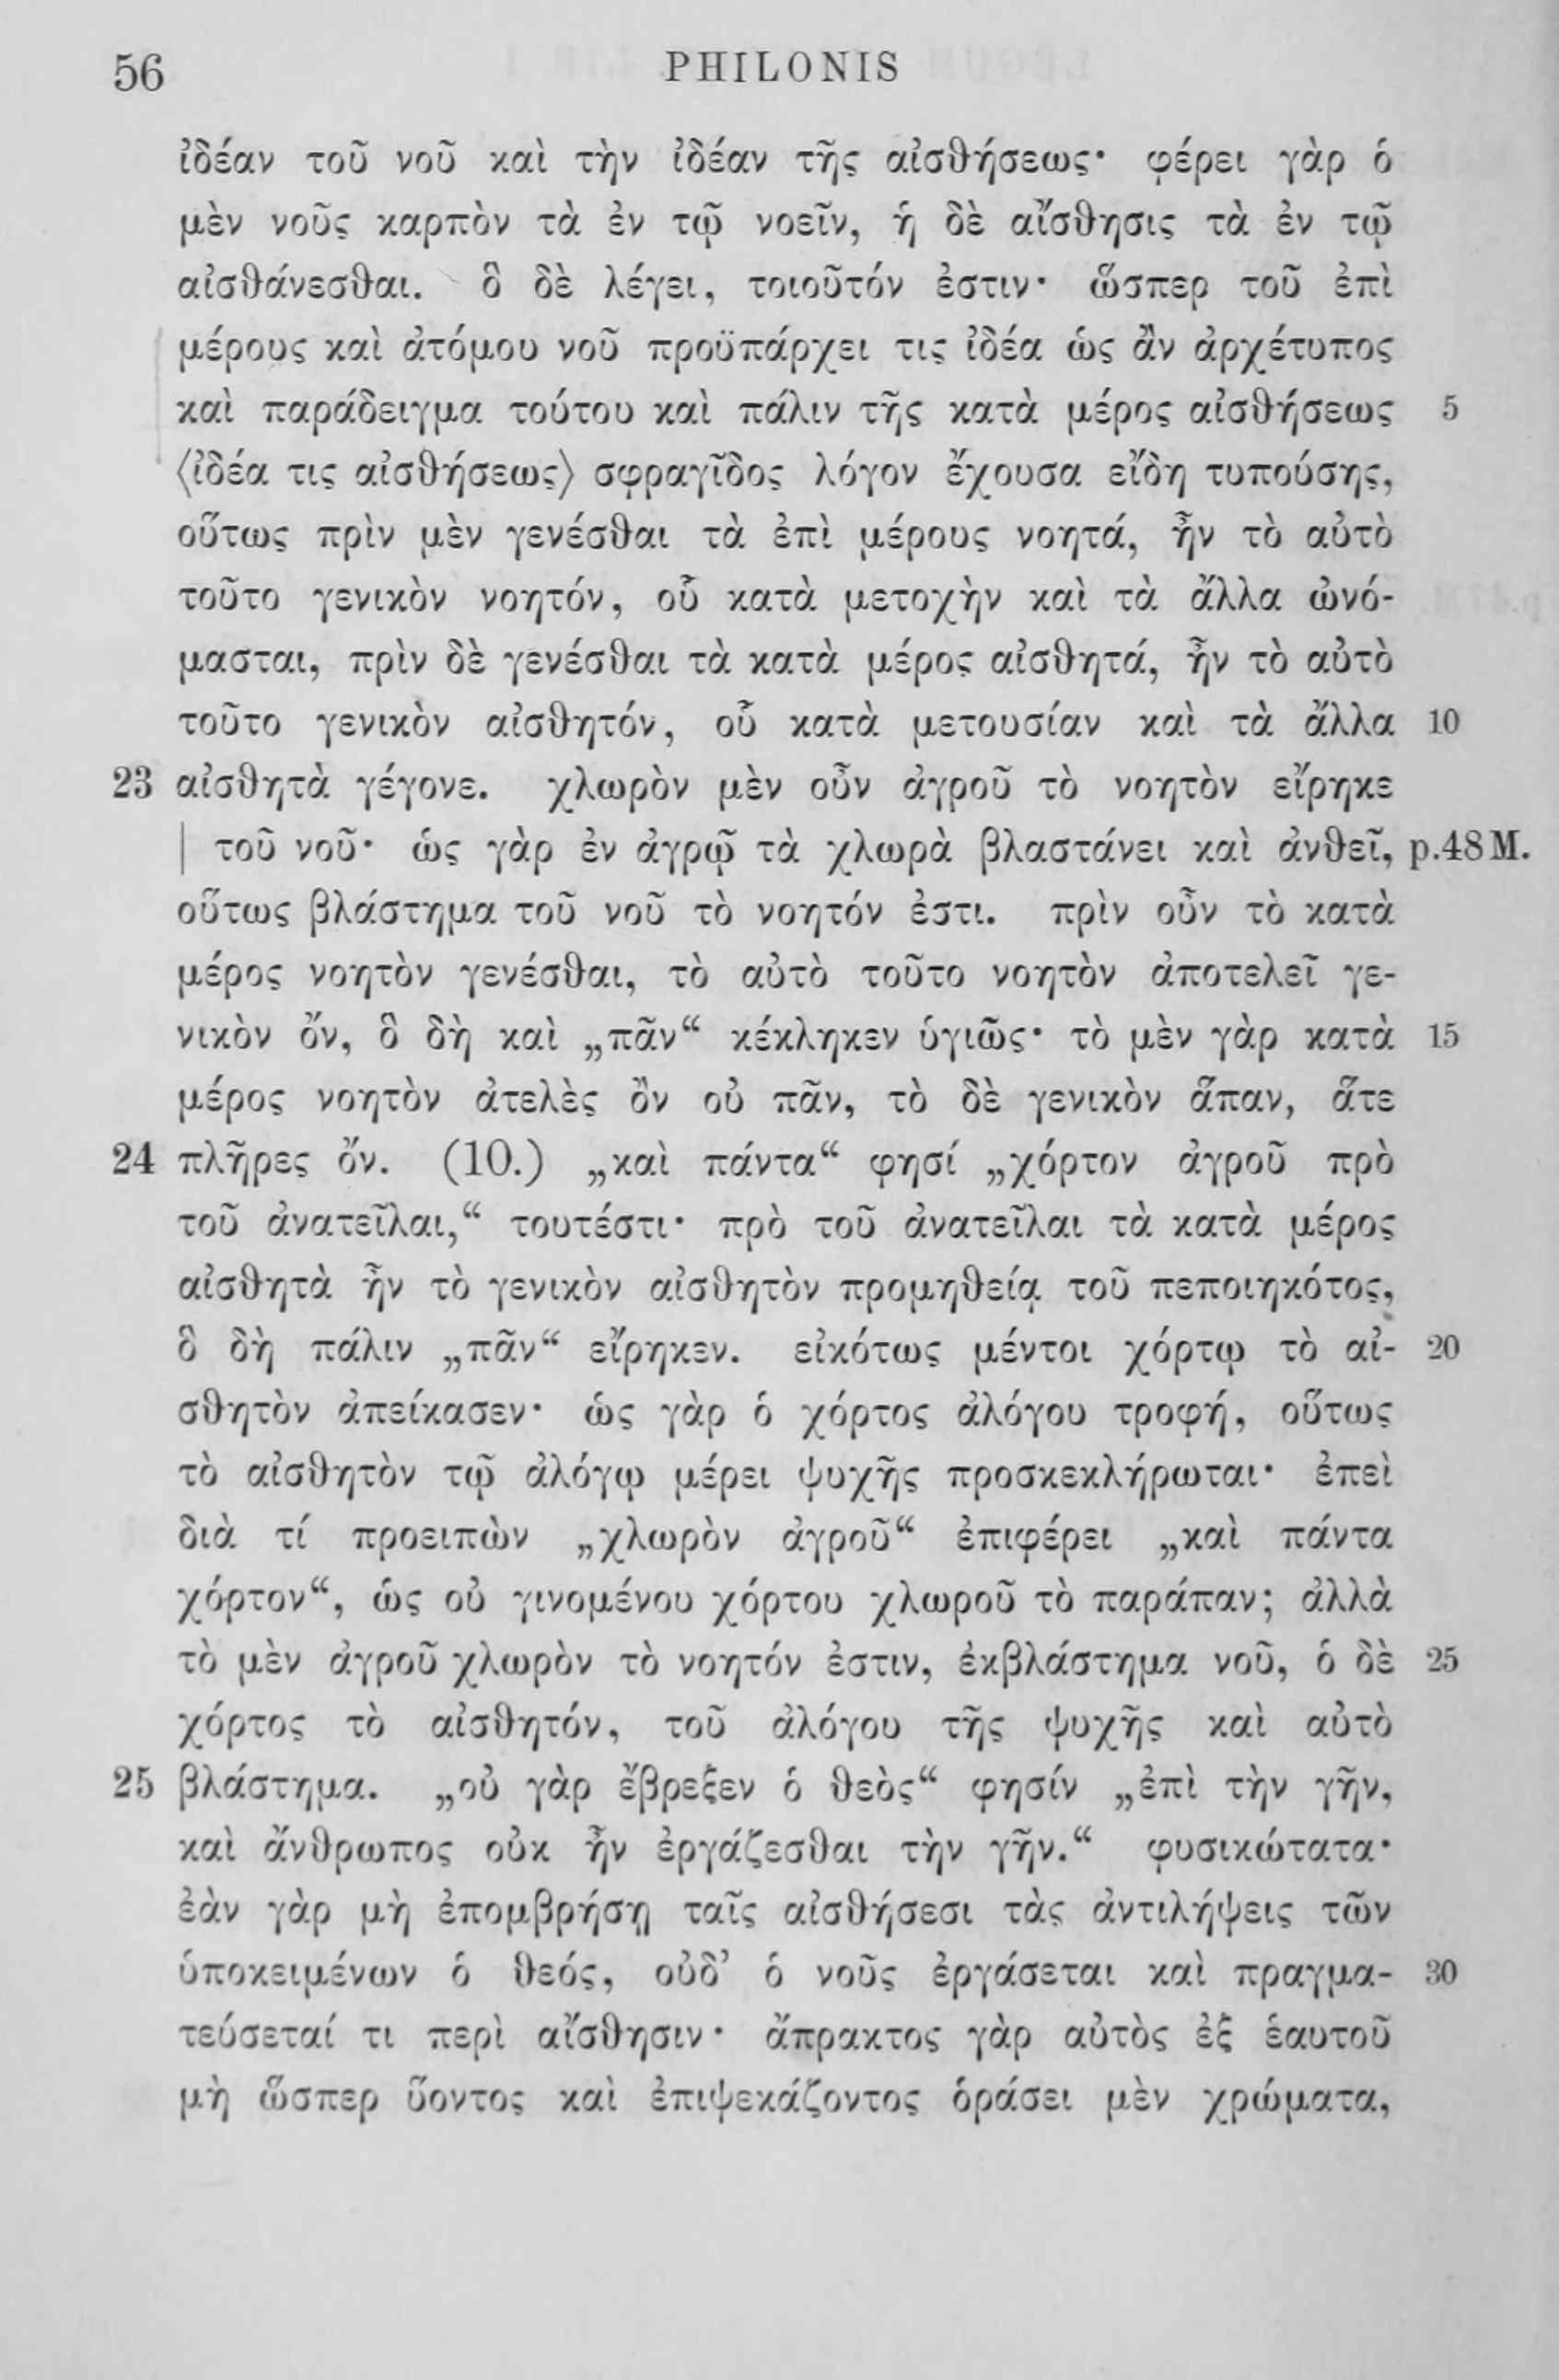 56 PHILONIS
ἰδέαν τοῦ νοῦ καὶ τὴν ἰδέαν τῆς αἰσθήσεως· φέρει γὰρ ὁ
μὲν νοῦς καρπὸν τὰ ἐν τῷ νοεῖν, ἡ δὲ αἴσθησις τὰ ἐν τῷ
αἰσθάνεσθαι. ὃ δὲ λέγει, τοιοῦτόν ἐστιν· ὥσπερ τοῦ ἐπὶ
μέρους καὶ ἀτόμου νοῦ προϋπάρχει τις ἰδέα ὡς ἂν ἀρχέτυπος
καὶ παράδειγμα τούτου καὶ πάλιν τῆς κατὰ μέρος αἰσθήσεως 5
⟨ἰδέα τις αἰσθήσεως⟩ σφραγῖδος λόγον ἔχουσα εἴδη τυπούσης,
οὕτως πρὶν μὲν γενέσθαι τὰ ἐπὶ μέρους νοητά, ἦν τὸ αὐτὸ
τοῦτο γενικὸν νοητόν, οὗ κατὰ μετοχὴν καὶ τὰ ἄλλα ὠνό-
μασται, πρὶν δὲ γενέσθαι τὰ κατὰ μέρος αἰσθητά, ἦν τὸ αὐτὸ
τοῦτο γενικὸν αἰσθητόν, οὗ κατὰ μετουσίαν καὶ τὰ ἄλλα 10
23 αἰσθητὰ γέγονε. χλωρὸν μὲν οὖν ἀγροῦ τὸ νοητὸν εἴρηκε
| τοῦ νοῦ· ὡς γὰρ ἐν ἀγρῷ τὰ χλωρὰ βλαστάνει καὶ ἀνθεῖ, p.48 M.
οὕτως βλάστημα τοῦ νοῦ τὸ νοητόν ἐστι. πρὶν οὖν τὸ κατὰ
μέρος νοητὸν γενέσθαι, τὸ αὐτὸ τοῦτο νοητὸν ἀποτελεῖ γε-
νικὸν ὄν, ὃ δὴ καὶ „πᾶν“ κέκληκεν ὑγιῶς· τὸ μὲν γὰρ κατὰ 15
μέρος νοητὸν ἀτελὲς ὂν οὐ πᾶν, τὸ δὲ γενικὸν ἅπαν, ἅτε
24 πλῆρες ὄν. (10.) „καὶ πάντα“ φησί „χόρτον ἀγροῦ πρὸ
τοῦ ἀνατεῖλαι,“ τουτέστι· πρὸ τοῦ ἀνατεῖλαι τὰ κατὰ μέρος
αἰσθητὰ ἦν τὸ γενικὸν αἰσθητὸν προμηθείᾳ τοῦ πεποιηκότος,
ὃ δὴ πάλιν „πᾶν“ εἴρηκεν. εἰκότως μέντοι χόρτῳ τὸ αἰ- 20
σθητὸν ἀπείκασεν· ὡς γὰρ ὁ χόρτος ἀλόγου τροφή, οὕτως
τὸ αἰσθητὸν τῷ ἀλόγῳ μέρει ψυχῆς προσκεκλήρωται· ἐπεὶ
διὰ τί προειπὼν „χλωρὸν ἀγροῦ“ ἐπιφέρει „καὶ πάντα
χόρτον“, ὡς οὐ γινομένου χόρτου χλωροῦ τὸ παράπαν; ἀλλὰ
τὸ μὲν ἀγροῦ χλωρὸν τὸ νοητόν ἐστιν, ἐκβλάστημα νοῦ, ὁ δὲ 25
χόρτος τὸ αἰσθητόν, τοῦ ἀλόγου τῆς ψυχῆς καὶ αὐτὸ
25 βλάστημα. „οὐ γὰρ ἔβρεξεν ὁ θεὸς“ φησίν „ἐπὶ τὴν γῆν,
καὶ ἄνθρωπος οὐκ ἦν ἐργάζεσθαι τὴν γῆν.“ φυσικώτατα·
ἐὰν γὰρ μὴ ἐπομβρήσῃ ταῖς αἰσθήσεσι τὰς ἀντιλήψεις τῶν
ὑποκειμένων ὁ θεός, οὐδ’ ὁ νοῦς ἐργάσεται καὶ πραγμα- 30
τεύσεταί τι περὶ αἴσθησιν· ἄπρακτος γὰρ αὐτὸς ἐξ ἑαυτοῦ
μὴ ὥσπερ ὕοντος καὶ ἐπιψεκάζοντος ὁράσει μὲν χρώματα,